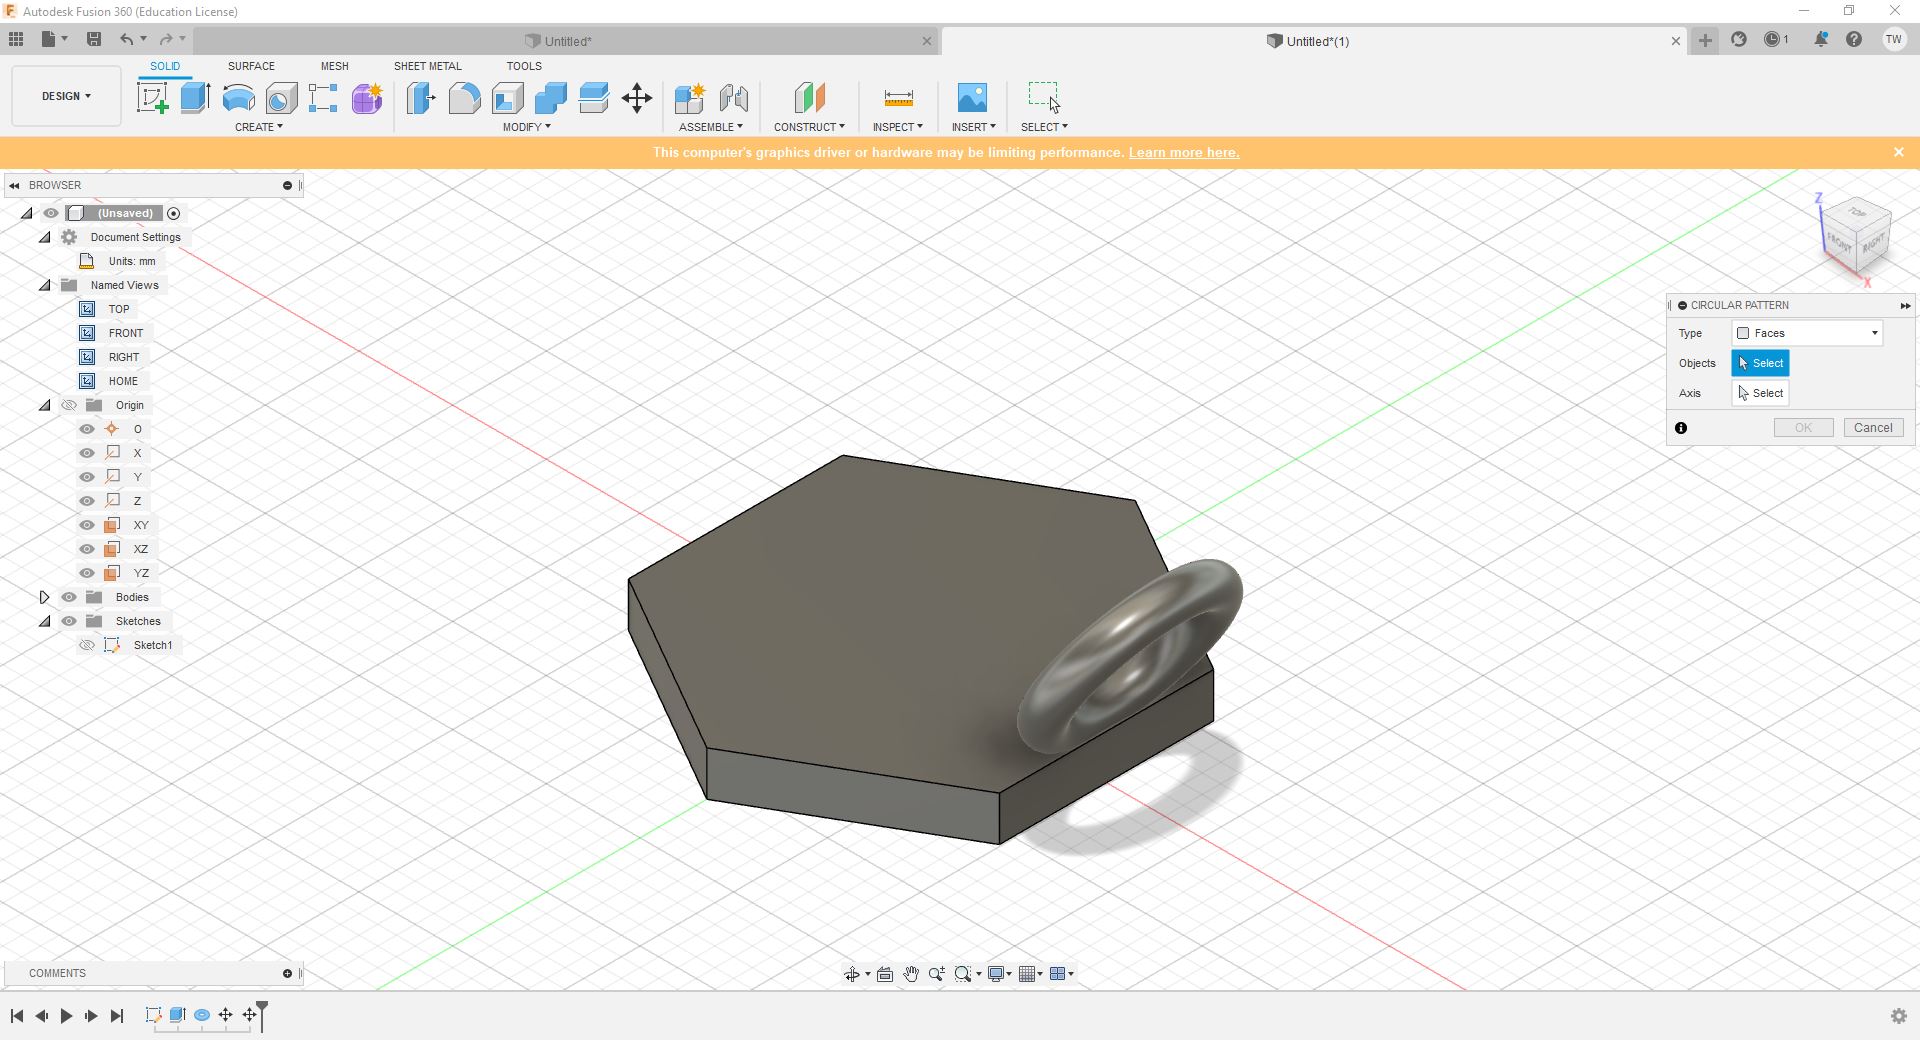 Autodesk Fusion 360 (Education License)
Untitled*
Untitled*(1)
1
TW
DESIGN
SOLID
SURFACE
MESH
SHEET METAL
TOOLS
CREATE
MODIFY
ASSEMBLE
CONSTRUCT
INSPECT
INSERT
SELECT
This computer's graphics driver or hardware may be limiting performance. Learn more here.
BROWSER
(Unsaved)
Document Settings
Units: mm
Named Views
TOP
FRONT
RIGHT
HOME
Origin
O
X
Y
Z
XY
XZ
YZ
Bodies
Sketches
Sketch1
Z
TOP
FRONT
RIGHT
X
CIRCULAR PATTERN
Type
Faces
Objects
Select
Axis
Select
OK
Cancel
COMMENTS